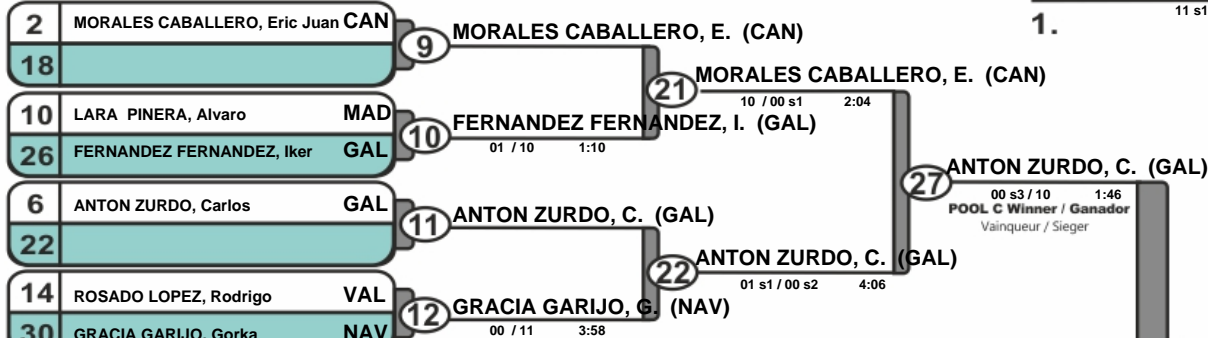 11 s1
1.
2 MORALES CABALLERO, Eric Juan CAN
18
9 MORALES CABALLERO, E. (CAN)
21 MORALES CABALLERO, E. (CAN)
10 / 00 s1 2:04
10 LARA PINERA, Alvaro MAD
26 FERNANDEZ FERNANDEZ, Iker GAL
10 FERNANDEZ FERNANDEZ, I. (GAL)
01 / 10 1:10
27 ANTON ZURDO, C. (GAL)
00 s3 / 10 1:46
POOL C Winner / Ganador
Vainqueur / Sieger
6 ANTON ZURDO, Carlos GAL
22
11 ANTON ZURDO, C. (GAL)
22 ANTON ZURDO, C. (GAL)
01 s1 / 00 s2 4:06
14 ROSADO LOPEZ, Rodrigo VAL
30 GRACIA GARIJO, Gorka NAV
12 GRACIA GARIJO, G. (NAV)
00 / 11 3:58